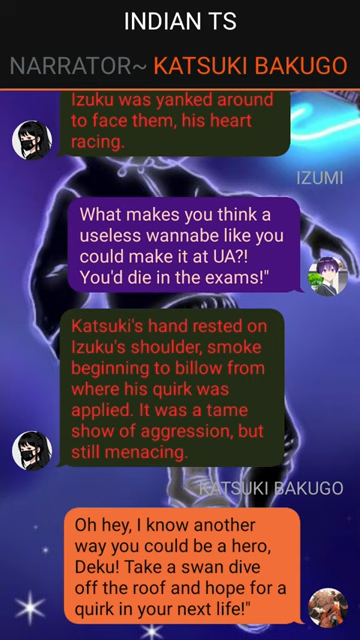 INDIAN TS
NARRATOR~ KATSUKI BAKUGO
Izuku was yanked around
to face them, his heart
racing.
IZUMI
What makes you think a
useless wannabe like you
could make it at UA?!
You'd die in the exams!"
Katsuki's hand rested on
Izuku's shoulder, smoke
beginning to billow from
where his quirk was
applied. It was a tame
show of aggression, but
still menacing.
KATSUKI BAKUGO
Oh hey, I know another
way you could be a hero,
Deku! Take a swan dive
off the roof and hope for a
quirk in your next life!"